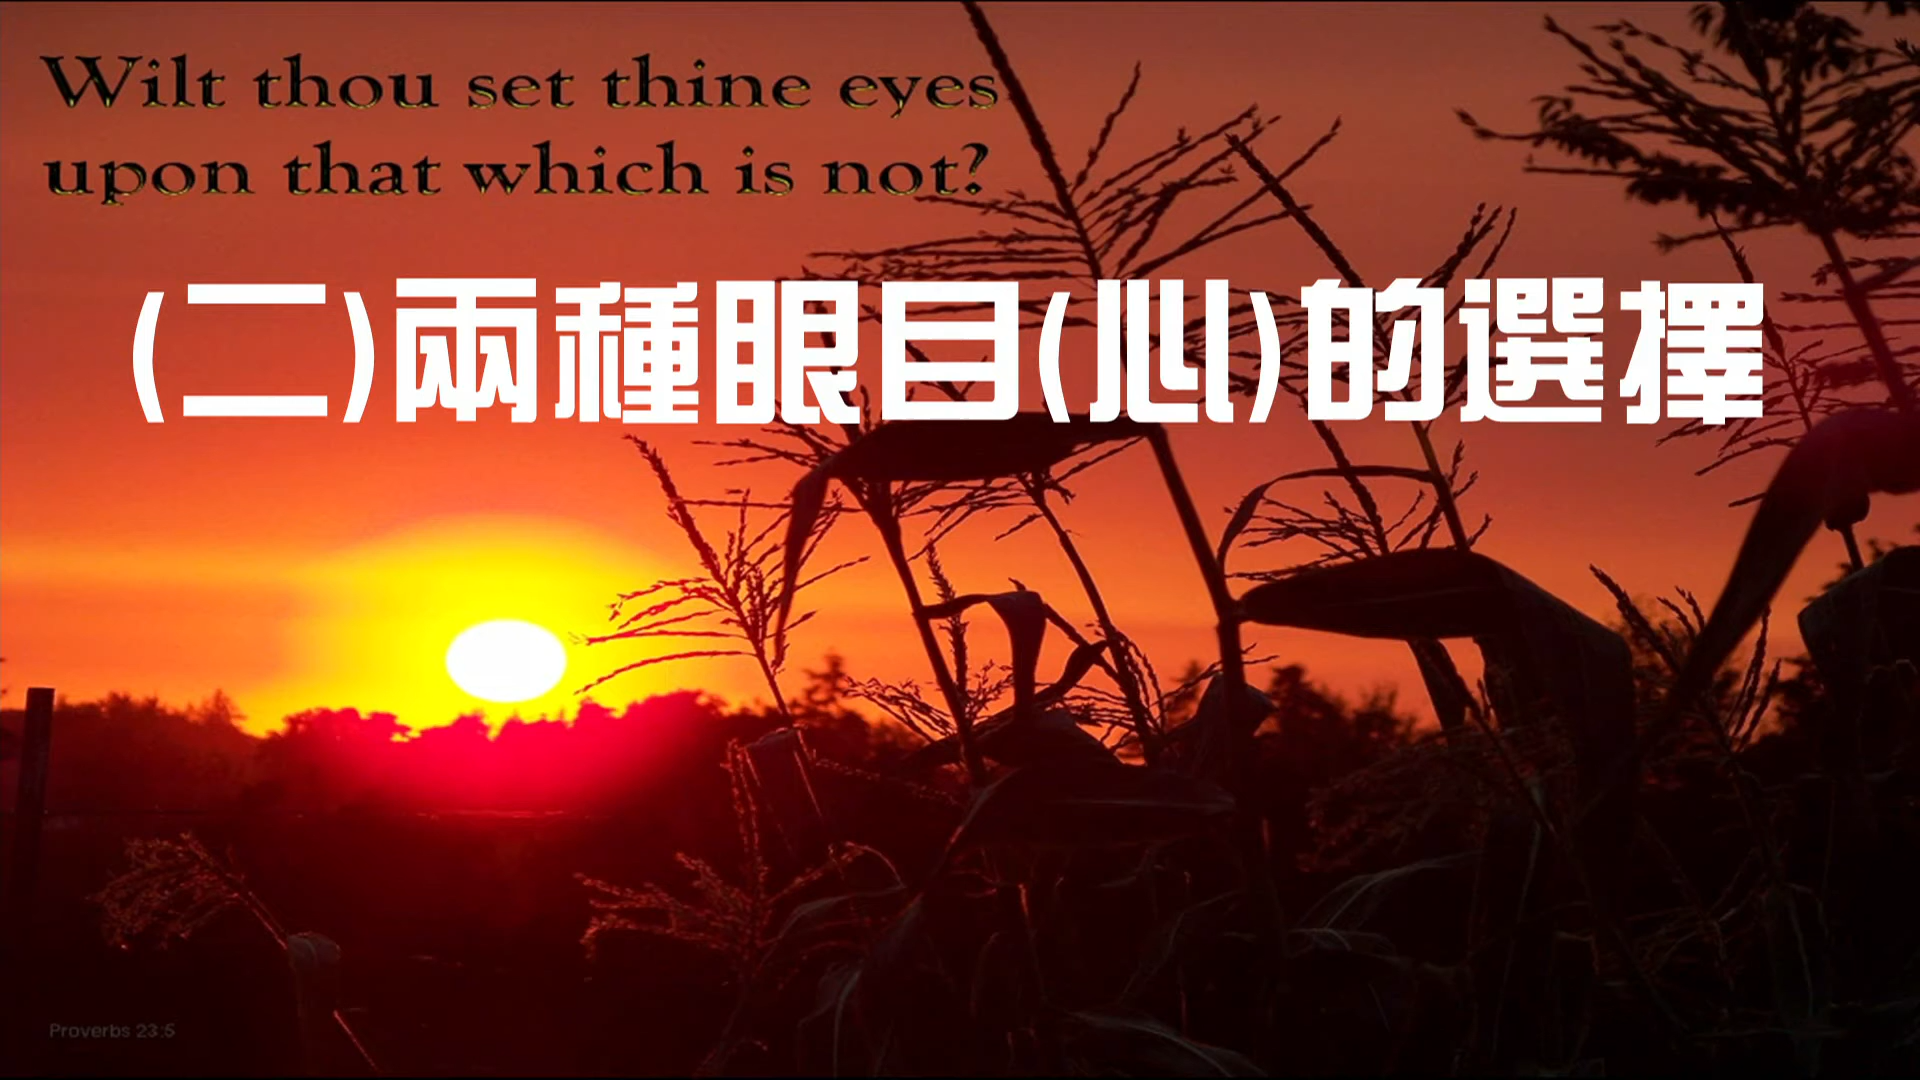 Wilt thou set thine eyes
upon that which is not?
(二)兩種眼目(心)的選擇
Proverbs 23:5